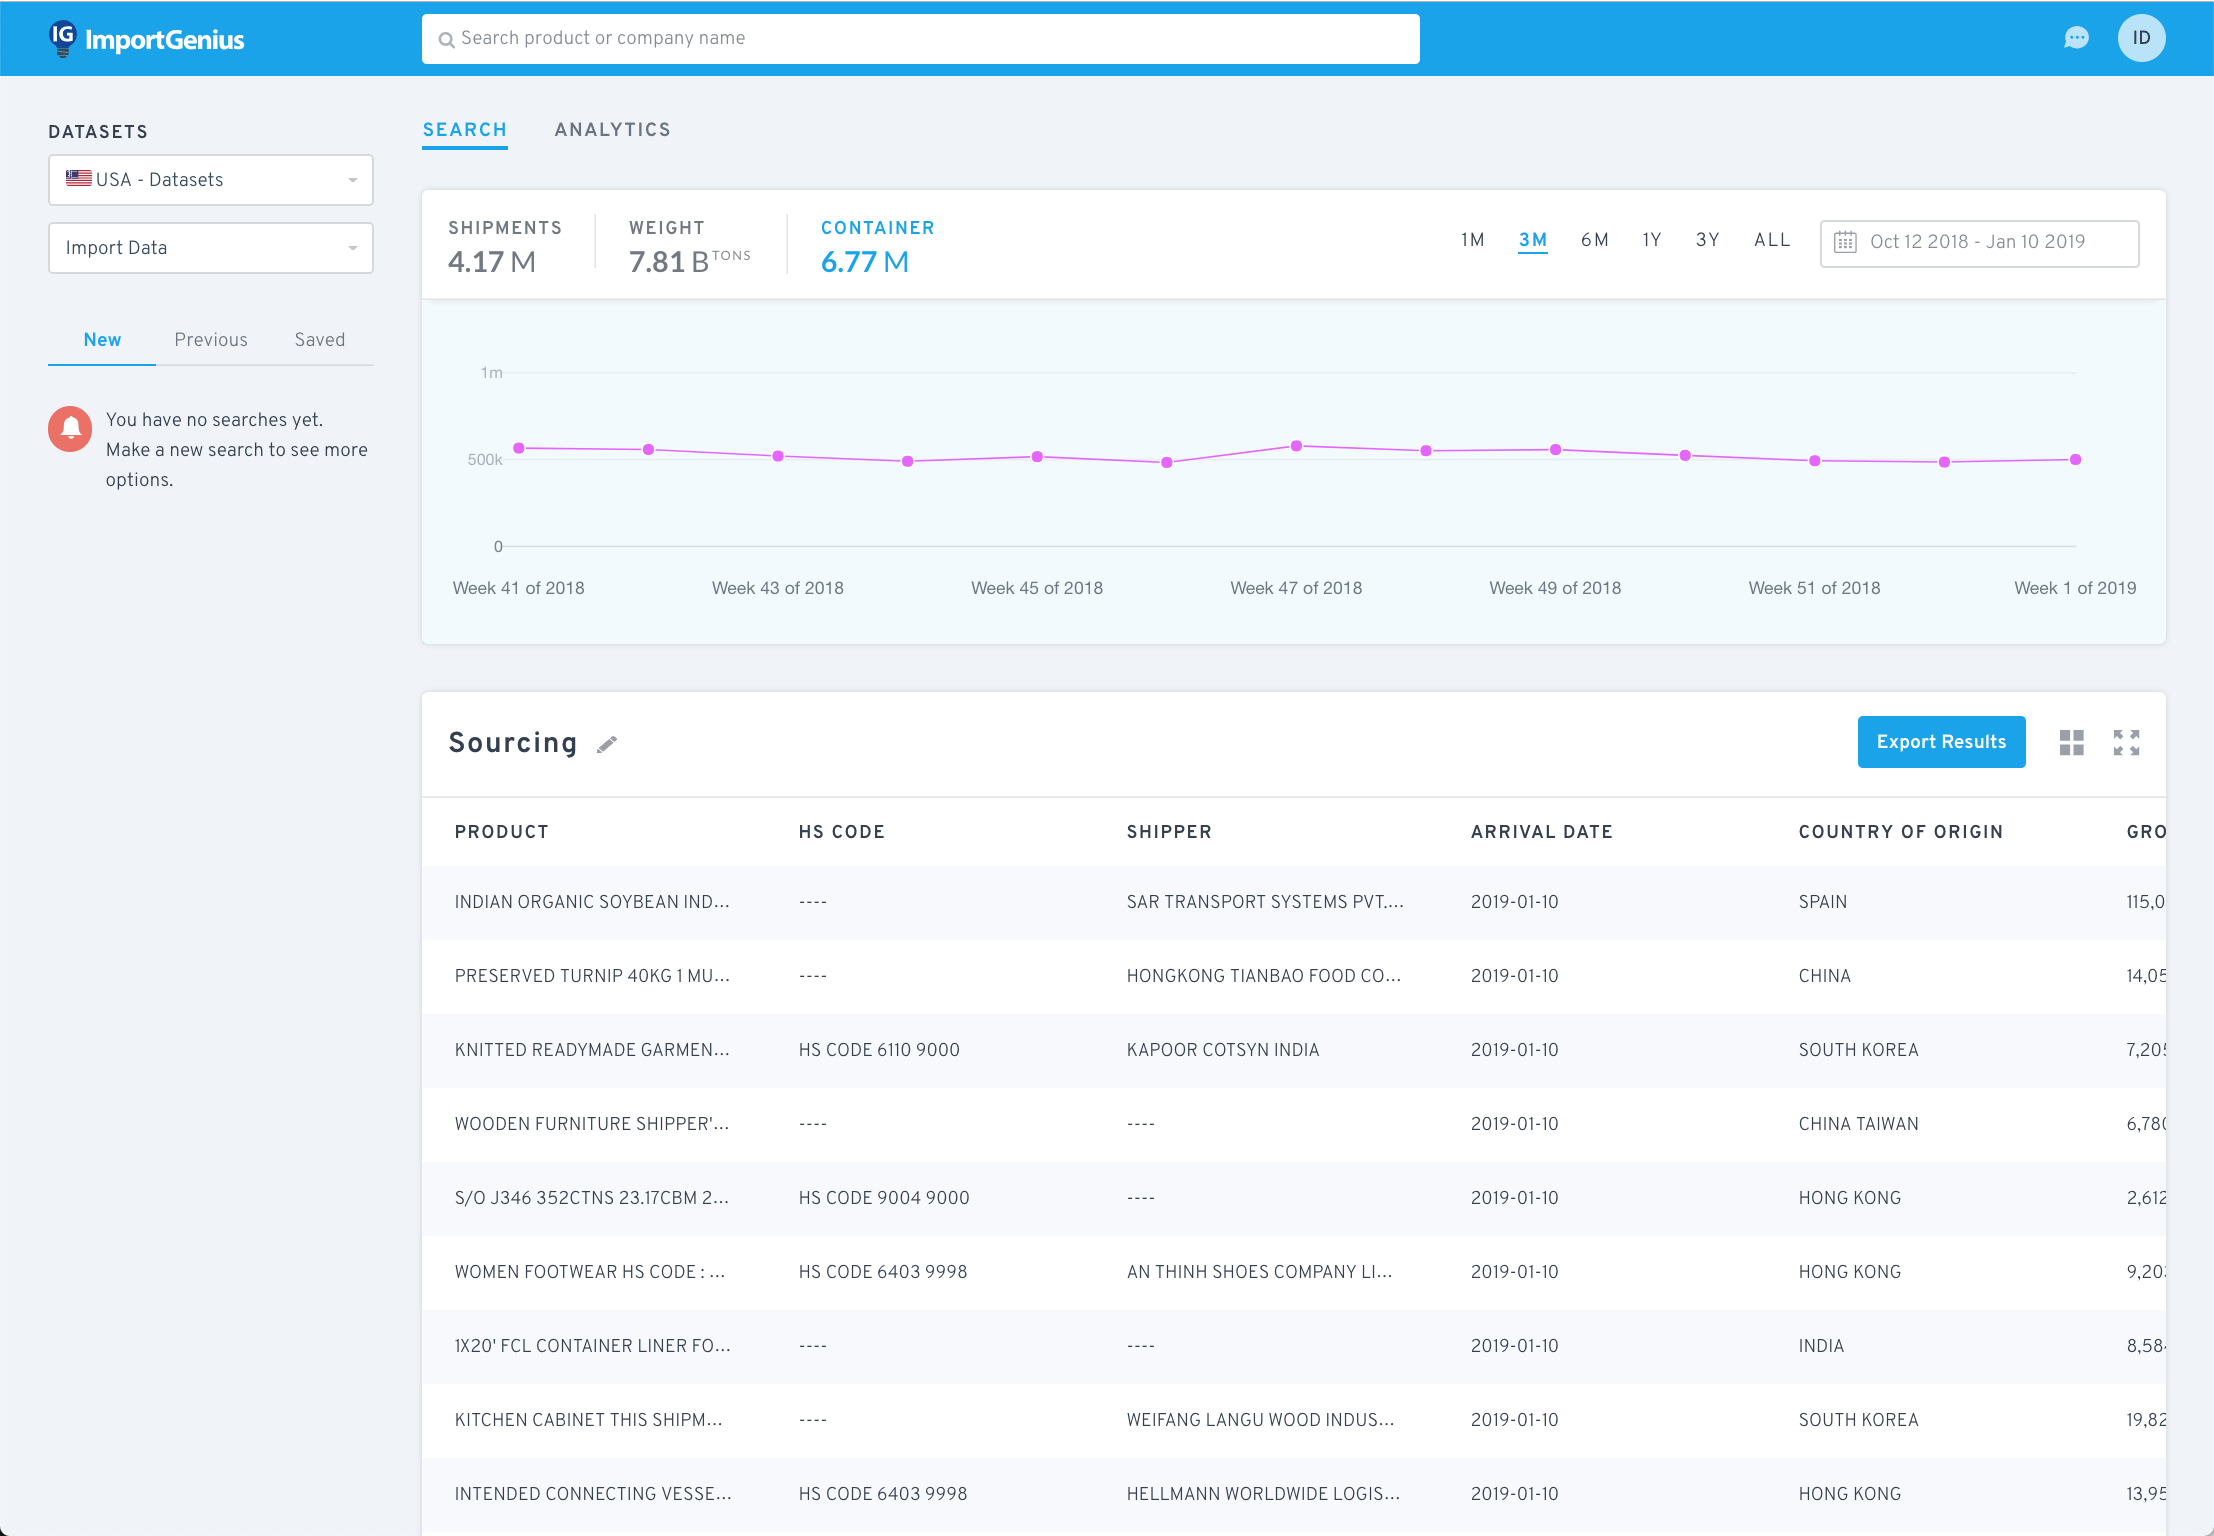 IG ImportGenius
Search product or company name
ID
DATASETS
USA - Datasets
Import Data
New Previous Saved
You have no searches yet.
Make a new search to see more
options.
SEARCH ANALYTICS
SHIPMENTS WEIGHT CONTAINER
4.17 M 7.81 B TONS 6.77 M
1M 3M 6M 1Y 3Y ALL Oct 12 2018 - Jan 10 2019
1m
500k
0
Week 41 of 2018 Week 43 of 2018 Week 45 of 2018 Week 47 of 2018 Week 49 of 2018 Week 51 of 2018 Week 1 of 2019
Sourcing Export Results
PRODUCT HS CODE SHIPPER ARRIVAL DATE COUNTRY OF ORIGIN GRO
INDIAN ORGANIC SOYBEAN IND... ---- SAR TRANSPORT SYSTEMS PVT.... 2019-01-10 SPAIN 115,0
PRESERVED TURNIP 40KG 1 MU... ---- HONGKONG TIANBAO FOOD CO... 2019-01-10 CHINA 14,05
KNITTED READYMADE GARMEN... HS CODE 6110 9000 KAPOOR COTSYN INDIA 2019-01-10 SOUTH KOREA 7,205
WOODEN FURNITURE SHIPPER'... ---- ---- 2019-01-10 CHINA TAIWAN 6,780
S/O J346 352CTNS 23.17CBM 2... HS CODE 9004 9000 ---- 2019-01-10 HONG KONG 2,612
WOMEN FOOTWEAR HS CODE : ... HS CODE 6403 9998 AN THINH SHOES COMPANY LI... 2019-01-10 HONG KONG 9,203
1X20' FCL CONTAINER LINER FO... ---- ---- 2019-01-10 INDIA 8,584
KITCHEN CABINET THIS SHIPM... ---- WEIFANG LANGU WOOD INDUS... 2019-01-10 SOUTH KOREA 19,82
INTENDED CONNECTING VESSE... HS CODE 6403 9998 HELLMANN WORLDWIDE LOGIS... 2019-01-10 HONG KONG 13,95